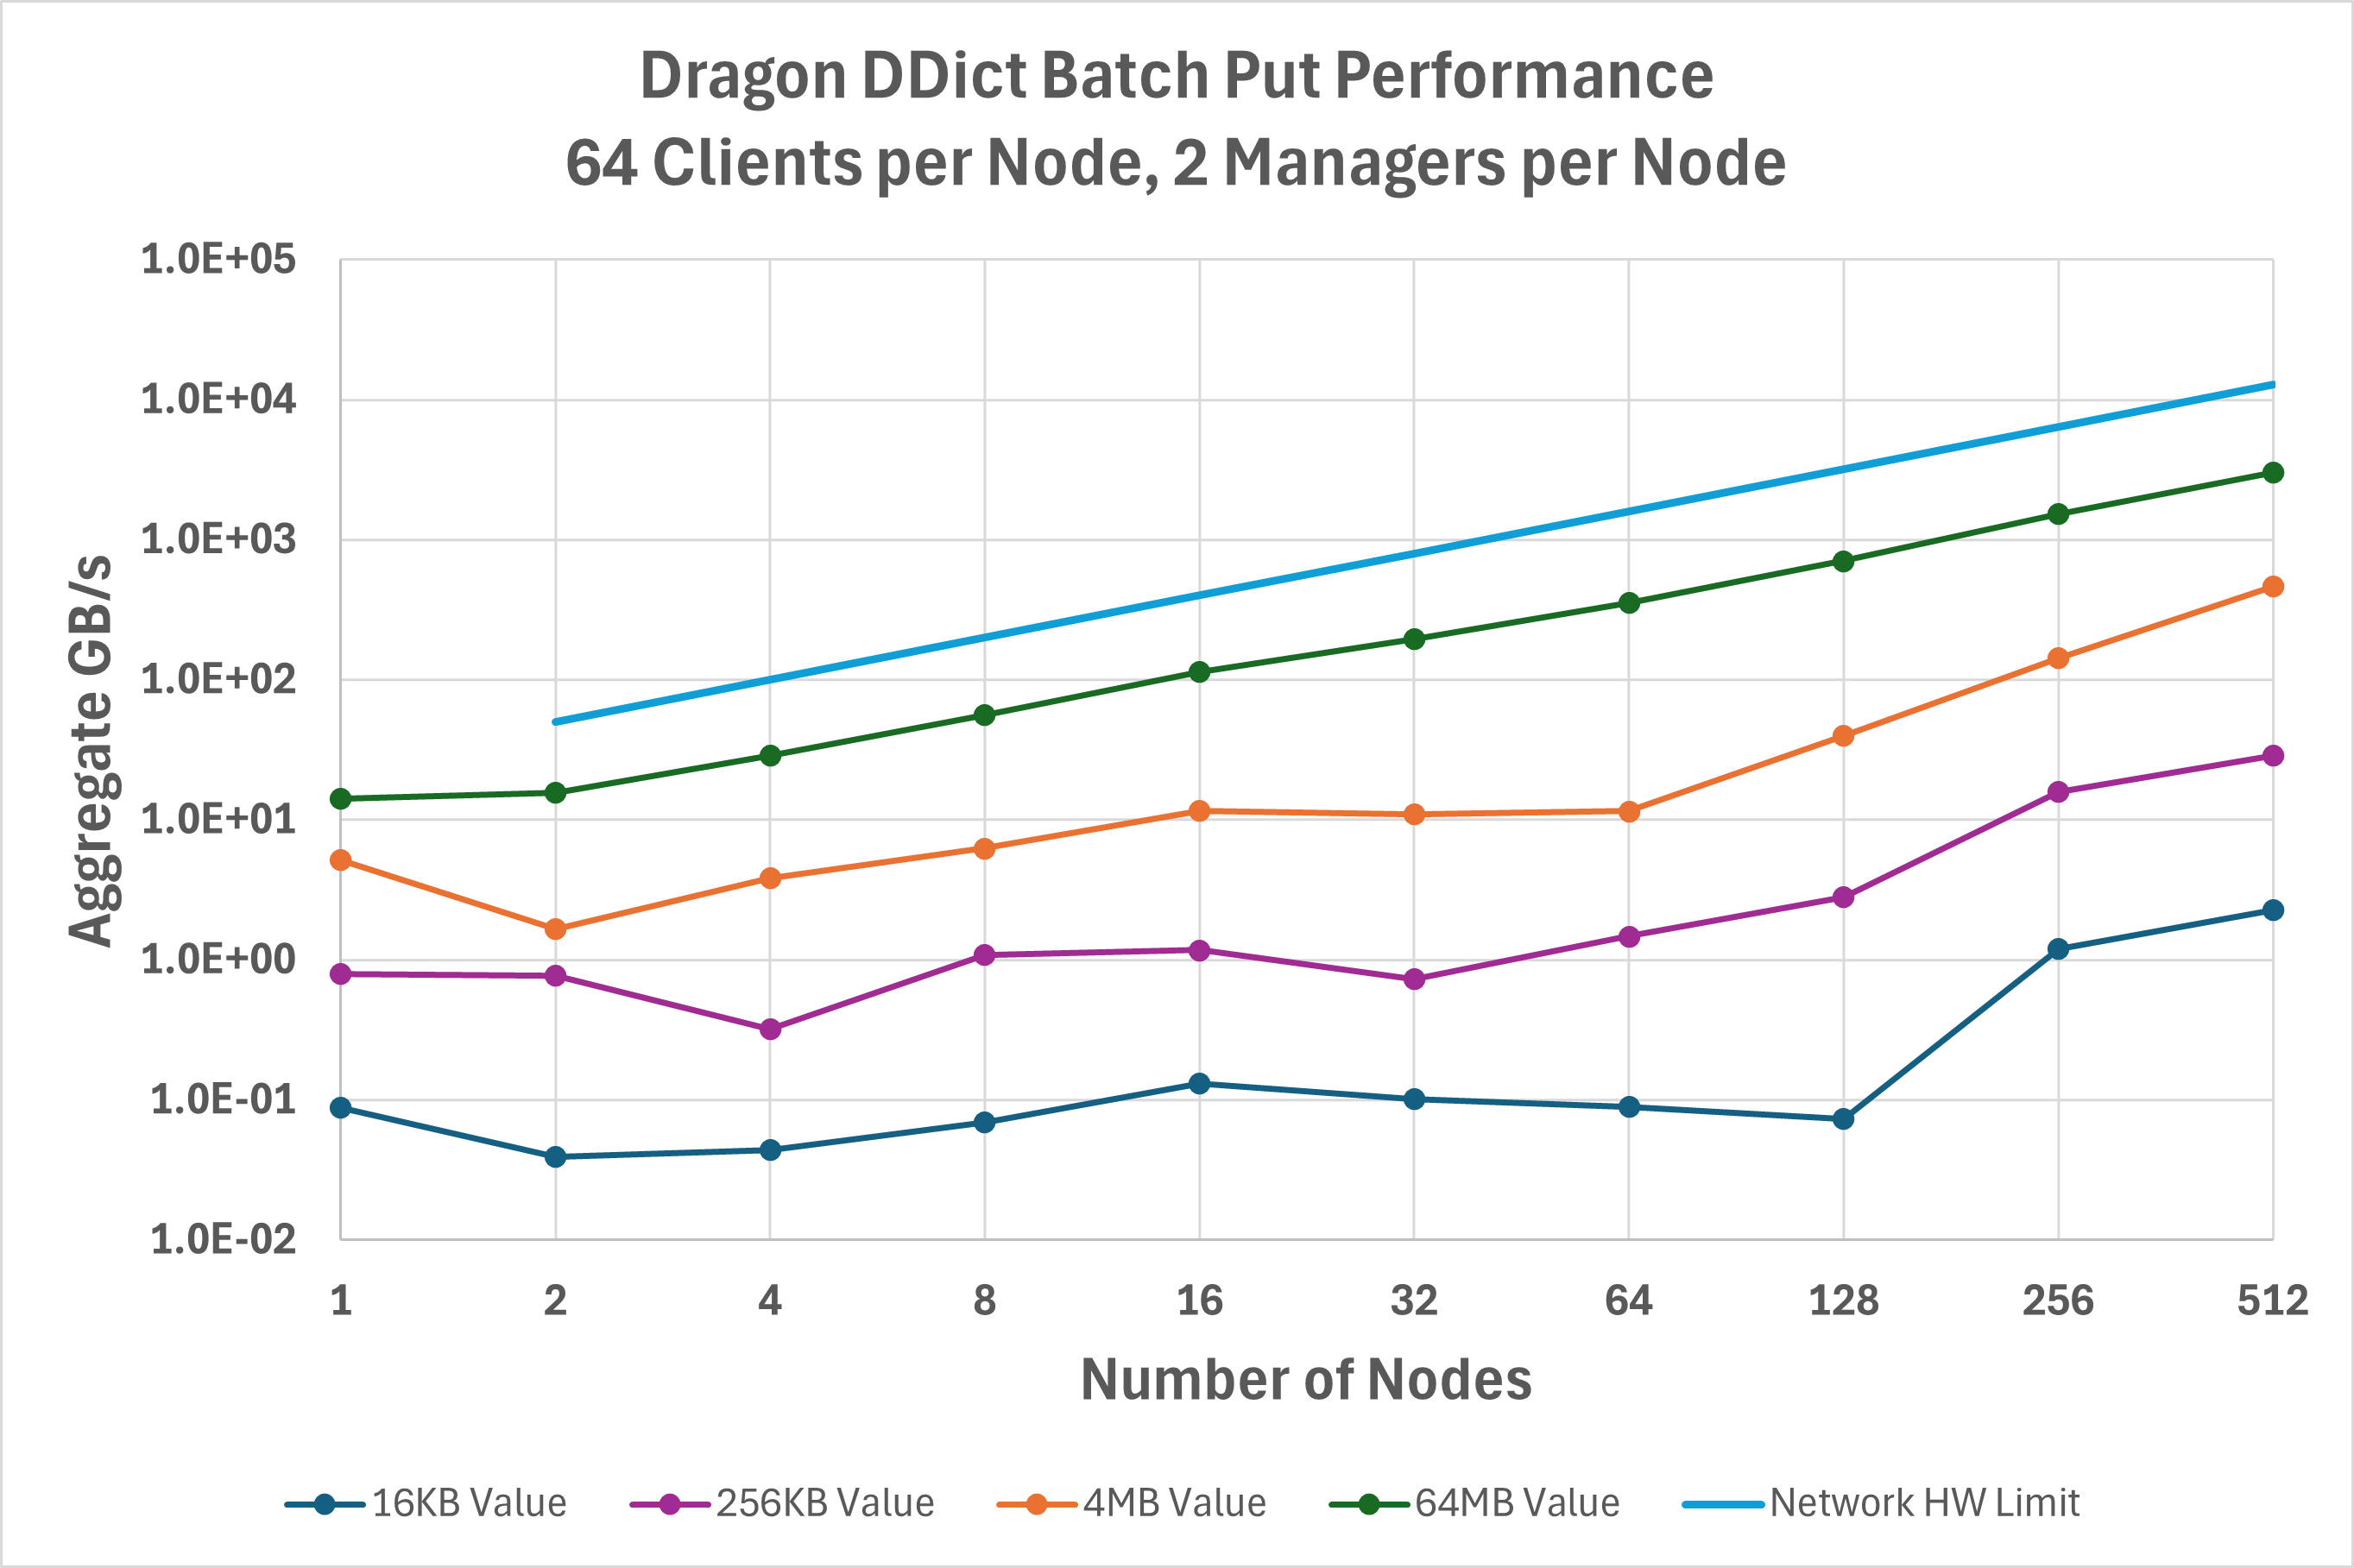 Dragon DDict Batch Put Performance
64 Clients per Node, 2 Managers per Node
1.0E+05
1.0E+04
1.0E+03
1.0E+02
1.0E+01
1.0E+00
1.0E-01
1.0E-02
Aggregate GB/s
1 2 4 8 16 32 64 128 256 512
Number of Nodes
16KB Value 256KB Value 4MB Value 64MB Value Network HW Limit